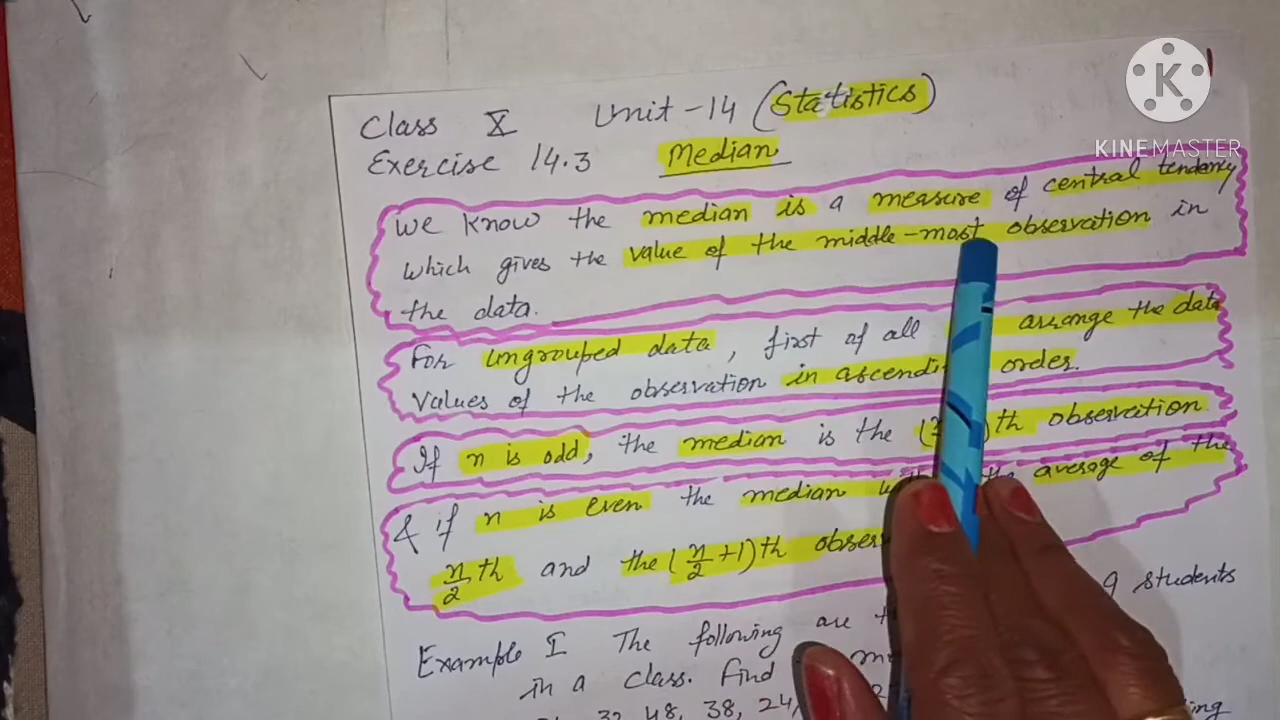 Class X Unit-14 (Statistics)
Exercise 14.3 Median
K
KINEMASTER
We know the median is a measure of central tendency
which gives the value of the middle-most observation in
the data.
For ungrouped data, first of all arrange the data
values of the observation in ascendi order.
If n is odd, the median is the ( )th observation.
& if n is even the median the average of the
n/2 th and the (n/2+1)th obser
Example I The following are 9 students
in a class. Find
32, 48, 38, 24,